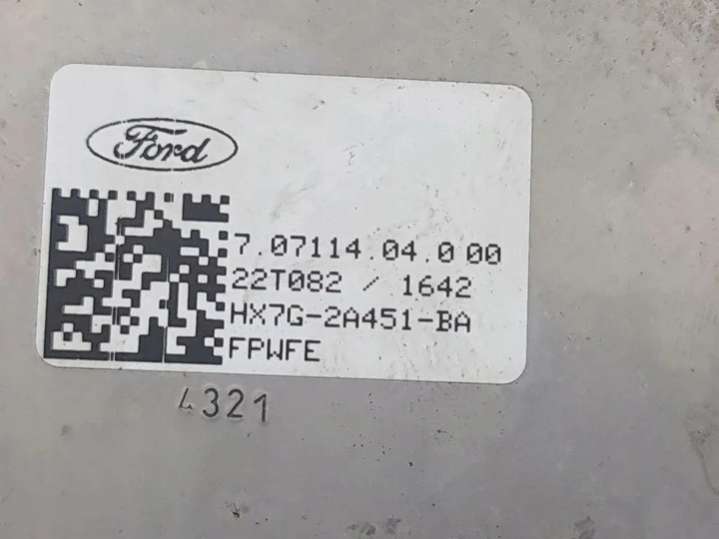 Ford
7.07114.04.0 00
22T082 / 1642
HX7G-2A451-BA
FPWFE
4321